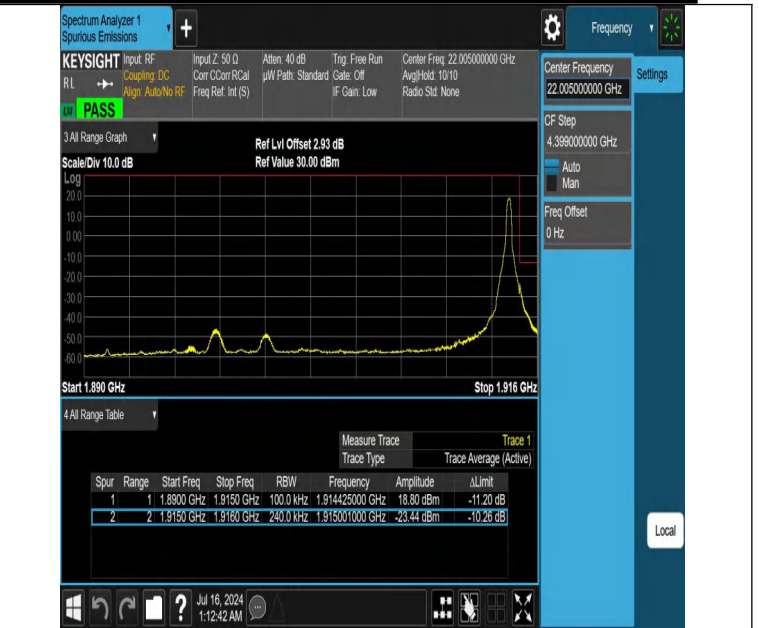 Spectrum Analyzer 1
Spurious Emissions
Frequency
KEYSIGHT
RL
PASS
Input: RF
Coupling: DC
Align: Auto/No RF
Input Z: 50 Ω
Corr CCorr RCal
Freq Ref: Int (S)
Atten: 40 dB
µW Path: Standard
Trig: Free Run
Gate: Off
IF Gain: Low
Center Freq: 22.005000000 GHz
Avg|Hold: 10/10
Radio Std: None
Center Frequency
22.005000000 GHz
Settings
CF Step
4.399000000 GHz
Auto
Man
Freq Offset
0 Hz
3 All Range Graph
Scale/Div 10.0 dB
Ref Lvl Offset 2.93 dB
Ref Value 30.00 dBm
Log
20.0
10.0
0.00
-10.0
-20.0
-30.0
-40.0
-50.0
-60.0
Start 1.890 GHz
Stop 1.916 GHz
4 All Range Table
Measure Trace Trace 1
Trace Type Trace Average (Active)
Spur Range Start Freq Stop Freq RBW Frequency Amplitude ΔLimit
1 1 1.8900 GHz 1.9150 GHz 100.0 kHz 1.914425000 GHz 18.80 dBm -11.20 dB
2 2 1.9150 GHz 1.9160 GHz 240.0 kHz 1.915001000 GHz -23.44 dBm -10.26 dB
Local
Jul 16, 2024
1:12:42 AM